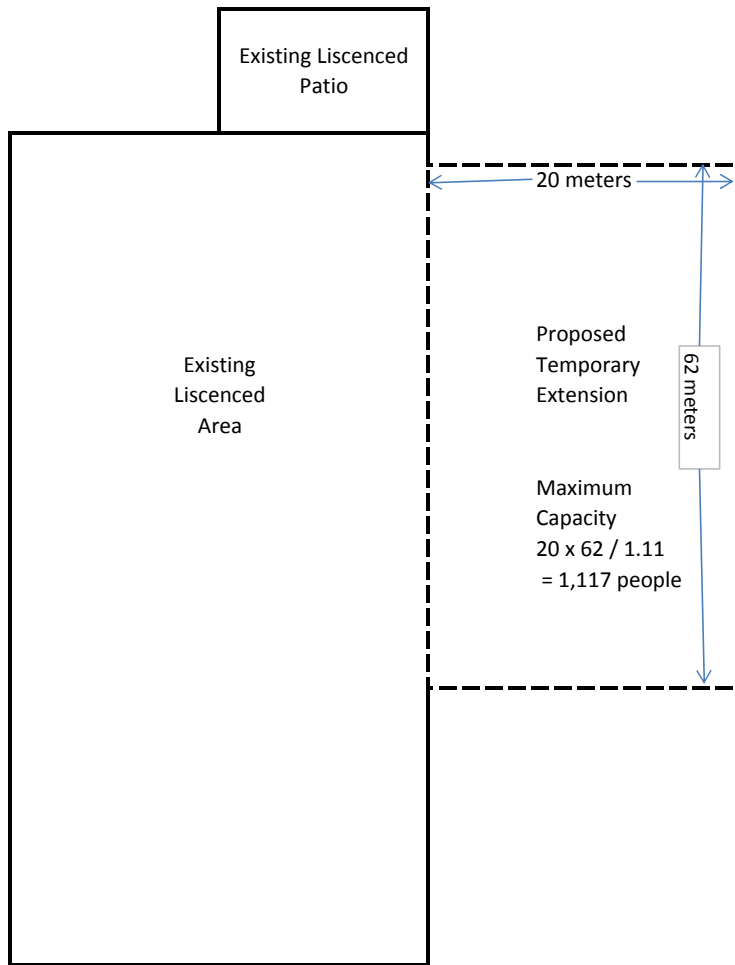 Existing Liscenced
Patio
20 meters
Existing
Liscenced
Area
Proposed
Temporary
Extension
62 meters
Maximum
Capacity
20 x 62 / 1.11
= 1,117 people